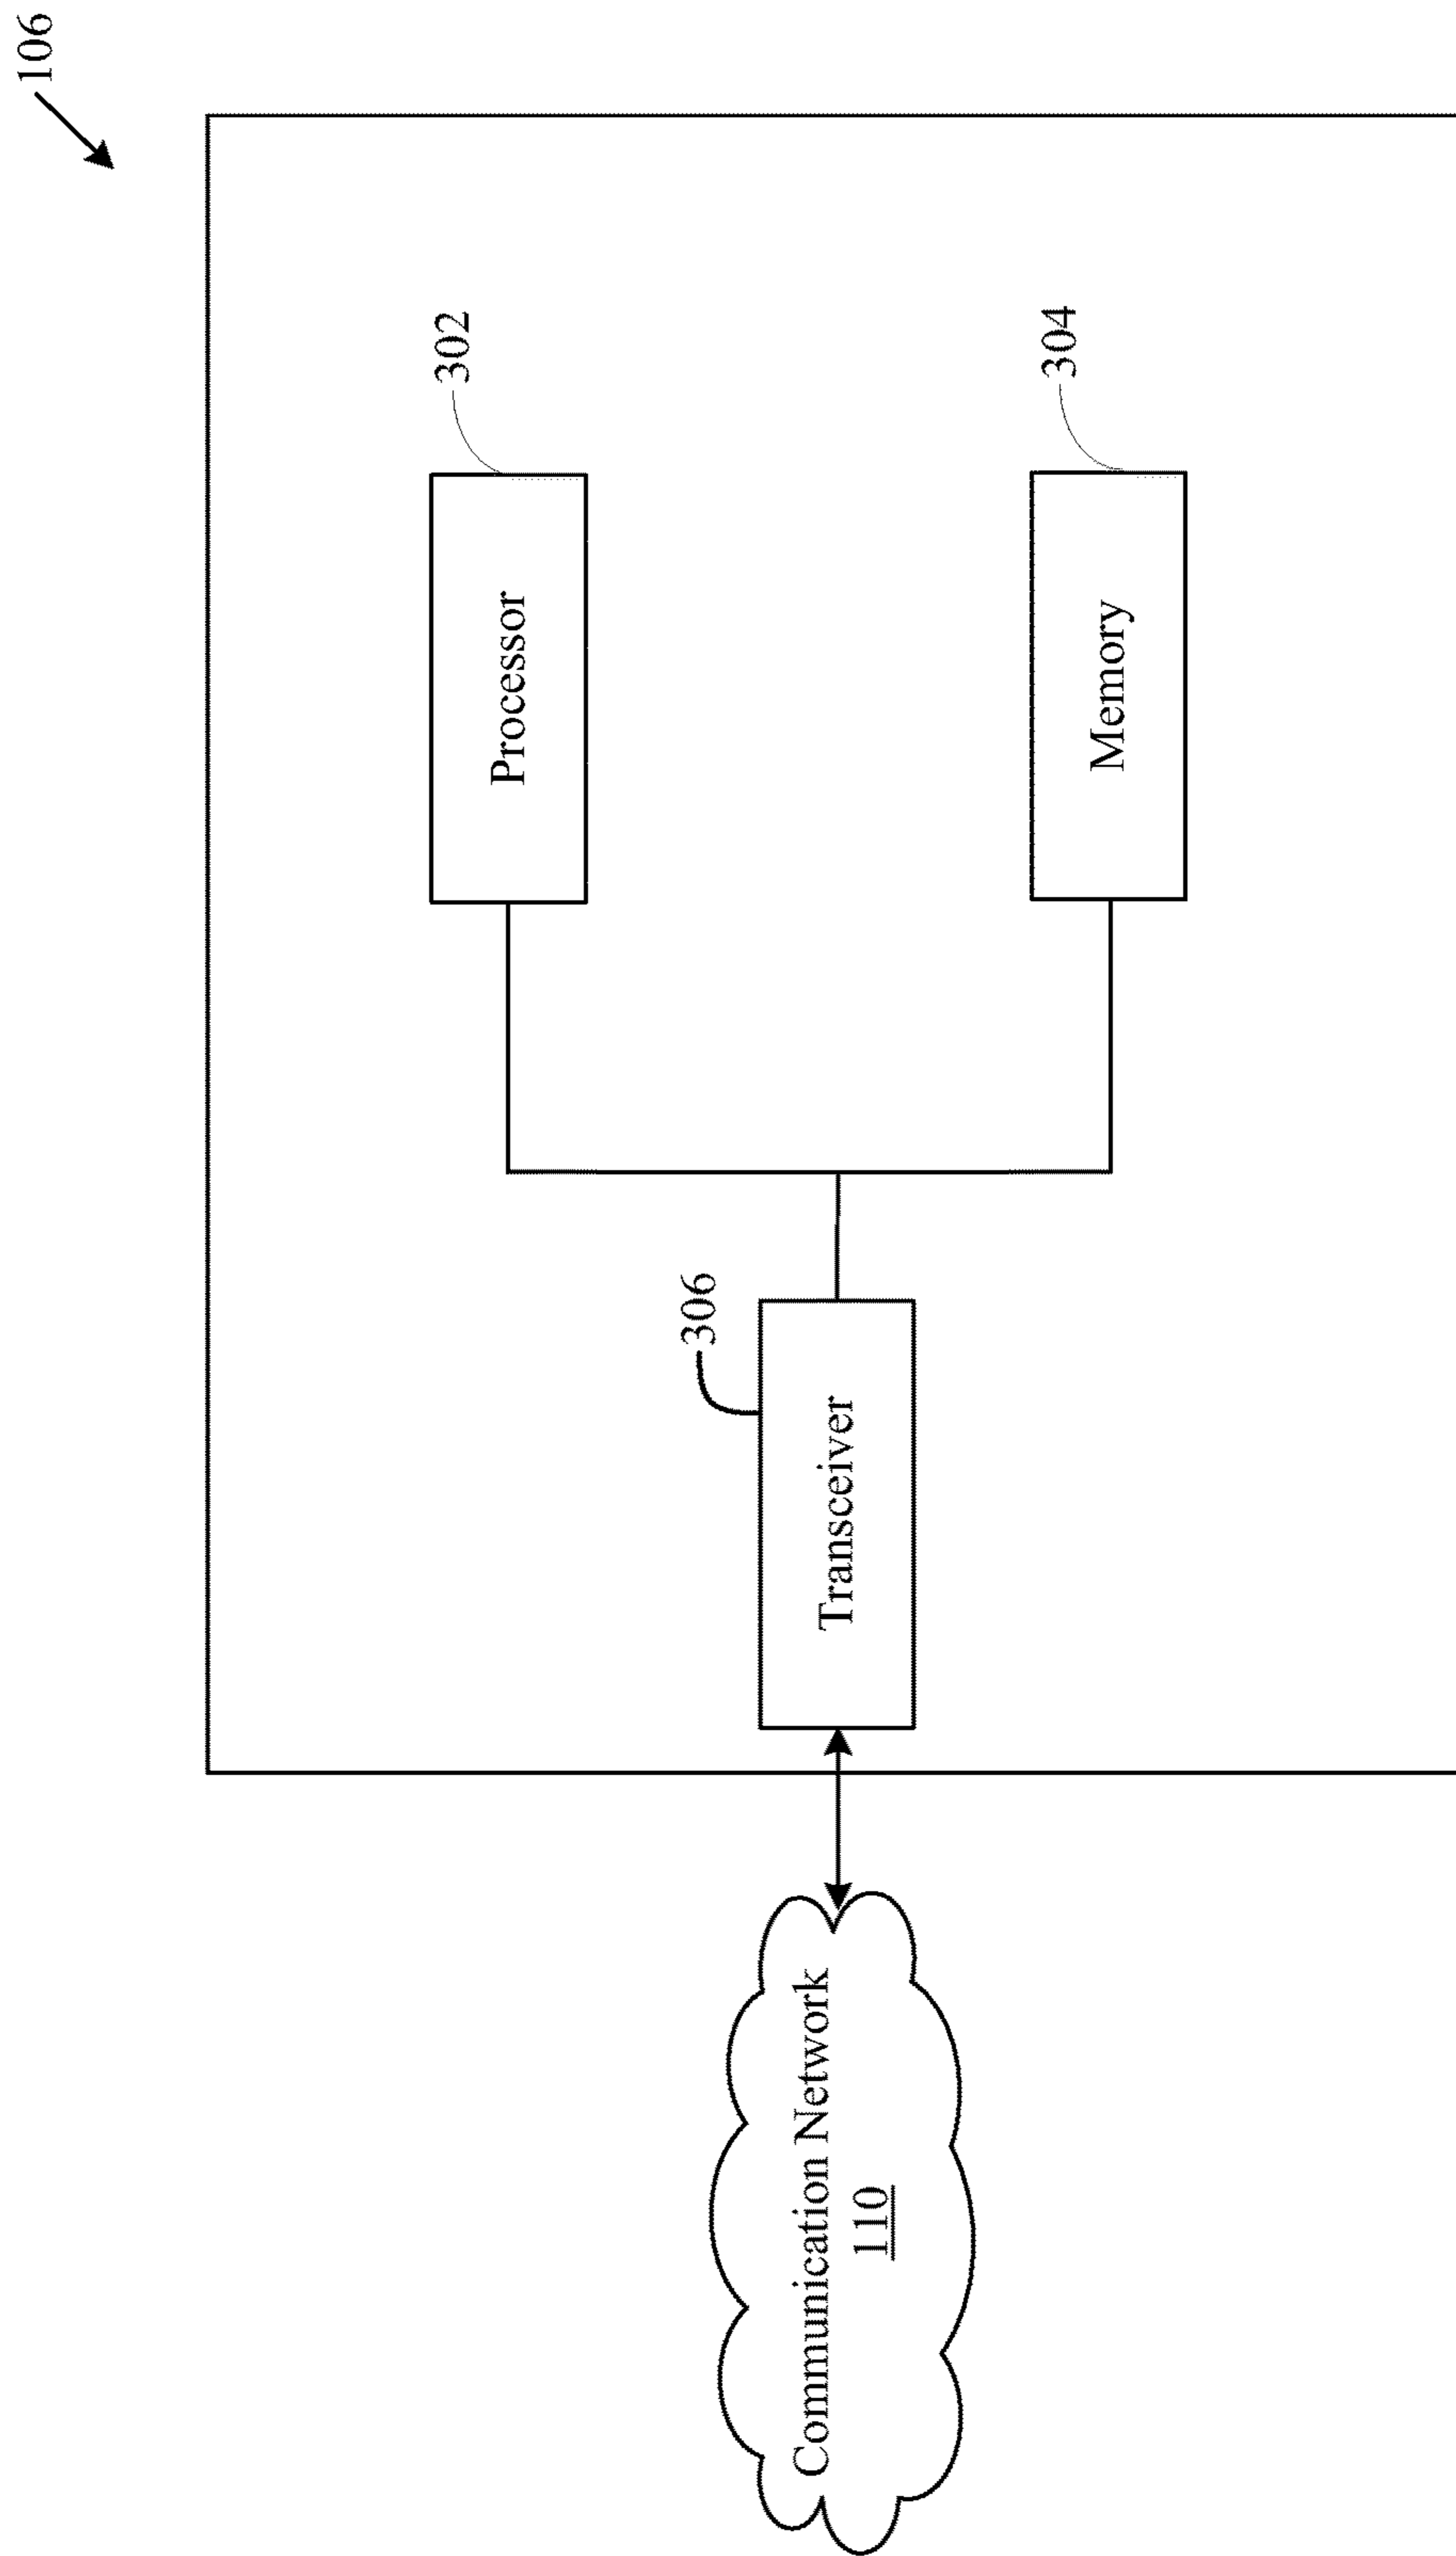 106
302
Processor
304
Memory
306
Transceiver
Communication Network
110